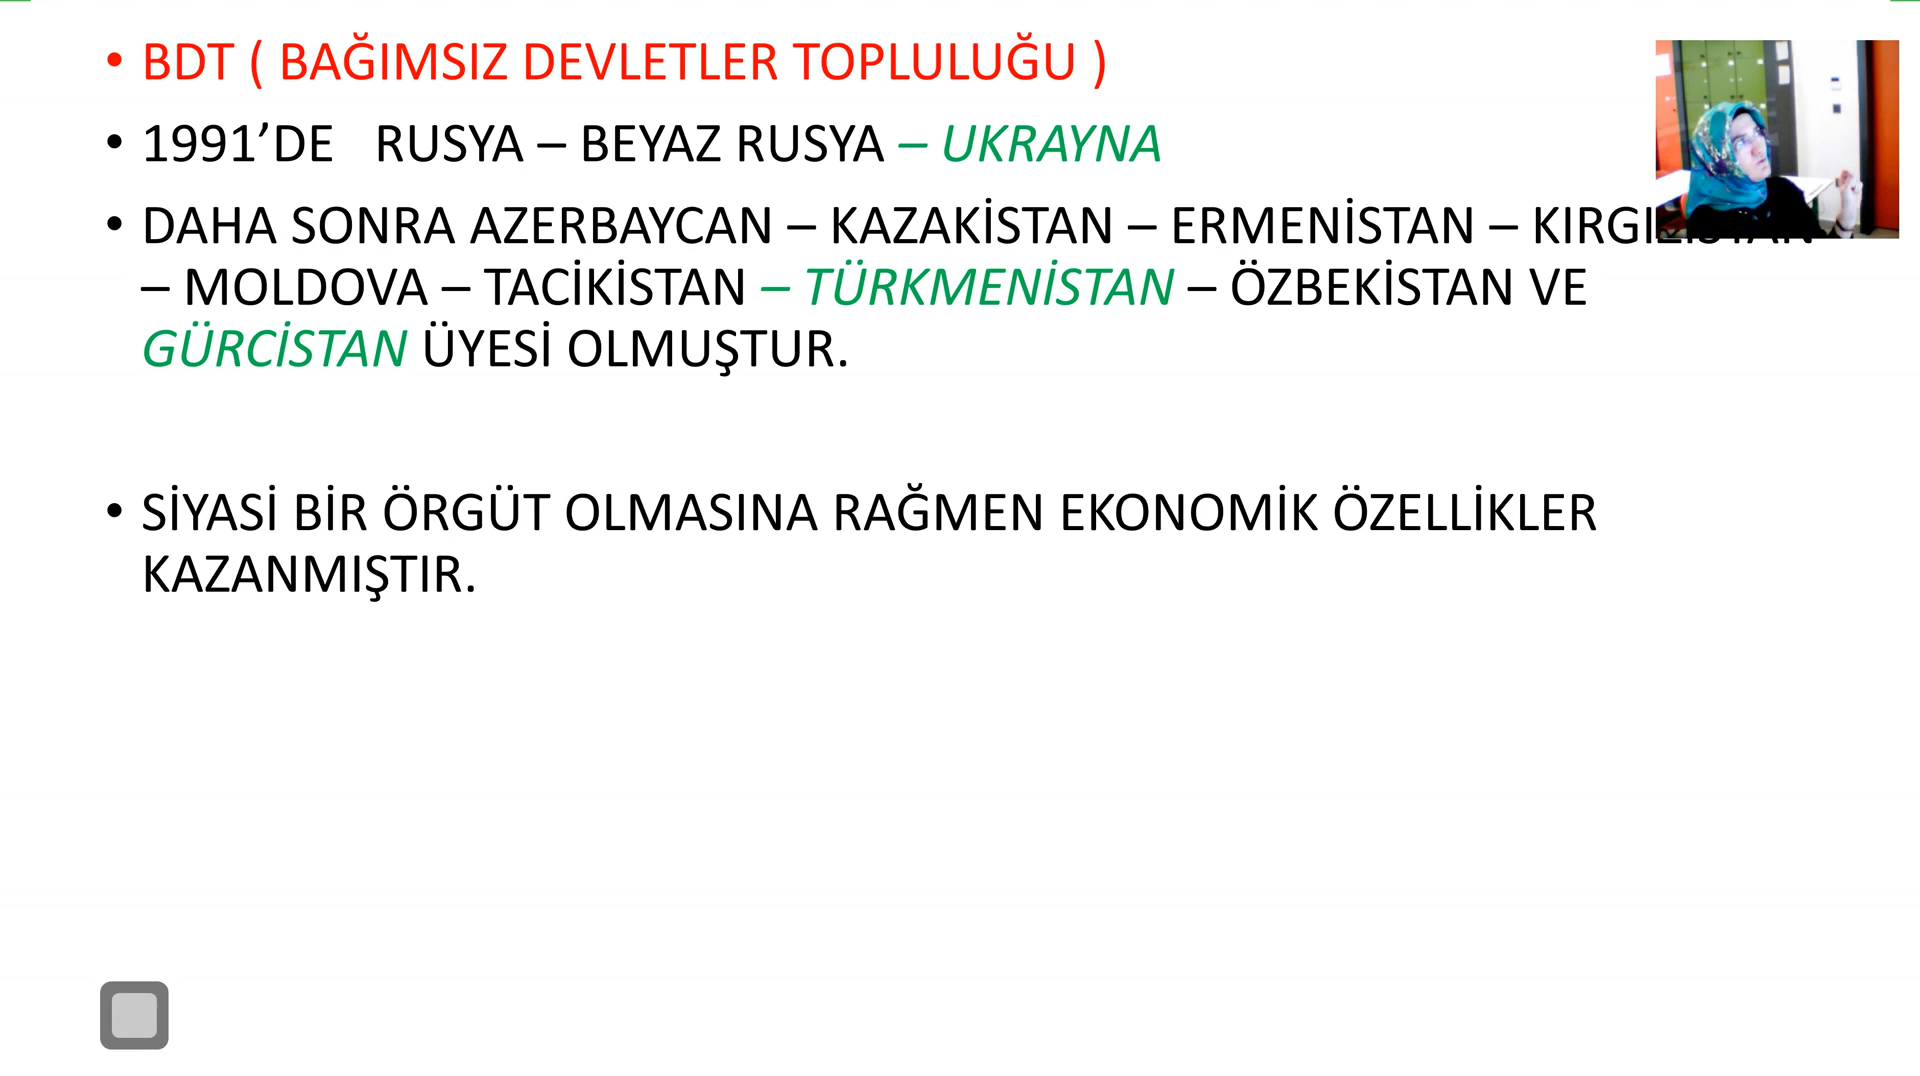 • BDT ( BAĞIMSIZ DEVLETLER TOPLULUĞU )
• 1991’DE RUSYA – BEYAZ RUSYA – UKRAYNA
• DAHA SONRA AZERBAYCAN – KAZAKİSTAN – ERMENİSTAN –
– MOLDOVA – TACİKİSTAN – TÜRKMENİSTAN – ÖZBEKİSTAN VE
GÜRCİSTAN ÜYESİ OLMUŞTUR.
• SİYASİ BİR ÖRGÜT OLMASINA RAĞMEN EKONOMİK ÖZELLİKLER
KAZANMIŞTIR.